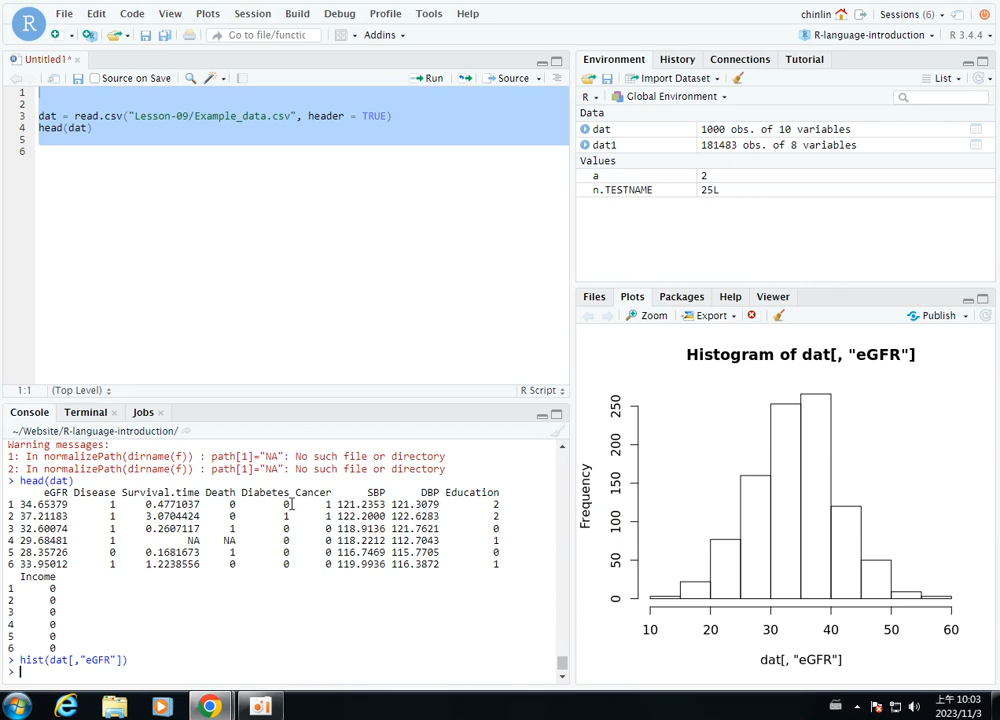 R File Edit Code View Plots Session Build Debug Profile Tools Help chinlin Sessions (6)
Go to file/functic Addins R-language-introduction R 3.4.4
Untitled1*
Source on Save Run Source
1
2
3 dat = read.csv("Lesson-09/Example_data.csv", header = TRUE)
4 head(dat)
5
6
1:1 (Top Level) R Script
Console Terminal Jobs
~/Website/R-language-introduction/
Warning messages:
1: In normalizePath(dirname(f)) : path[1]="NA": No such file or directory
2: In normalizePath(dirname(f)) : path[1]="NA": No such file or directory
> head(dat)
eGFR Disease Survival.time Death Diabetes Cancer SBP DBP Education
1 34.65379 1 0.4771037 0 0 1 121.2353 121.3079 2
2 37.21183 1 3.0704424 0 1 1 122.2000 122.6283 2
3 32.60074 1 0.2607117 1 0 0 118.9136 121.7621 0
4 29.68481 1 NA NA 0 0 118.2212 112.7043 1
5 28.35726 0 0.1681673 1 0 0 116.7469 115.7705 0
6 33.95012 1 1.2238556 0 0 0 119.9936 116.3872 1
Income
1 0
2 0
3 0
4 0
5 0
6 0
> hist(dat[,"eGFR"])
>
Environment History Connections Tutorial
Import Dataset List
R Global Environment
Data
dat 1000 obs. of 10 variables
dat1 181483 obs. of 8 variables
Values
a 2
n.TESTNAME 25L
Files Plots Packages Help Viewer
Zoom Export Publish
Histogram of dat[, "eGFR"]
Frequency
250
200
150
100
50
0
10 20 30 40 50 60
dat[, "eGFR"]
上午 10:03
2023/11/3